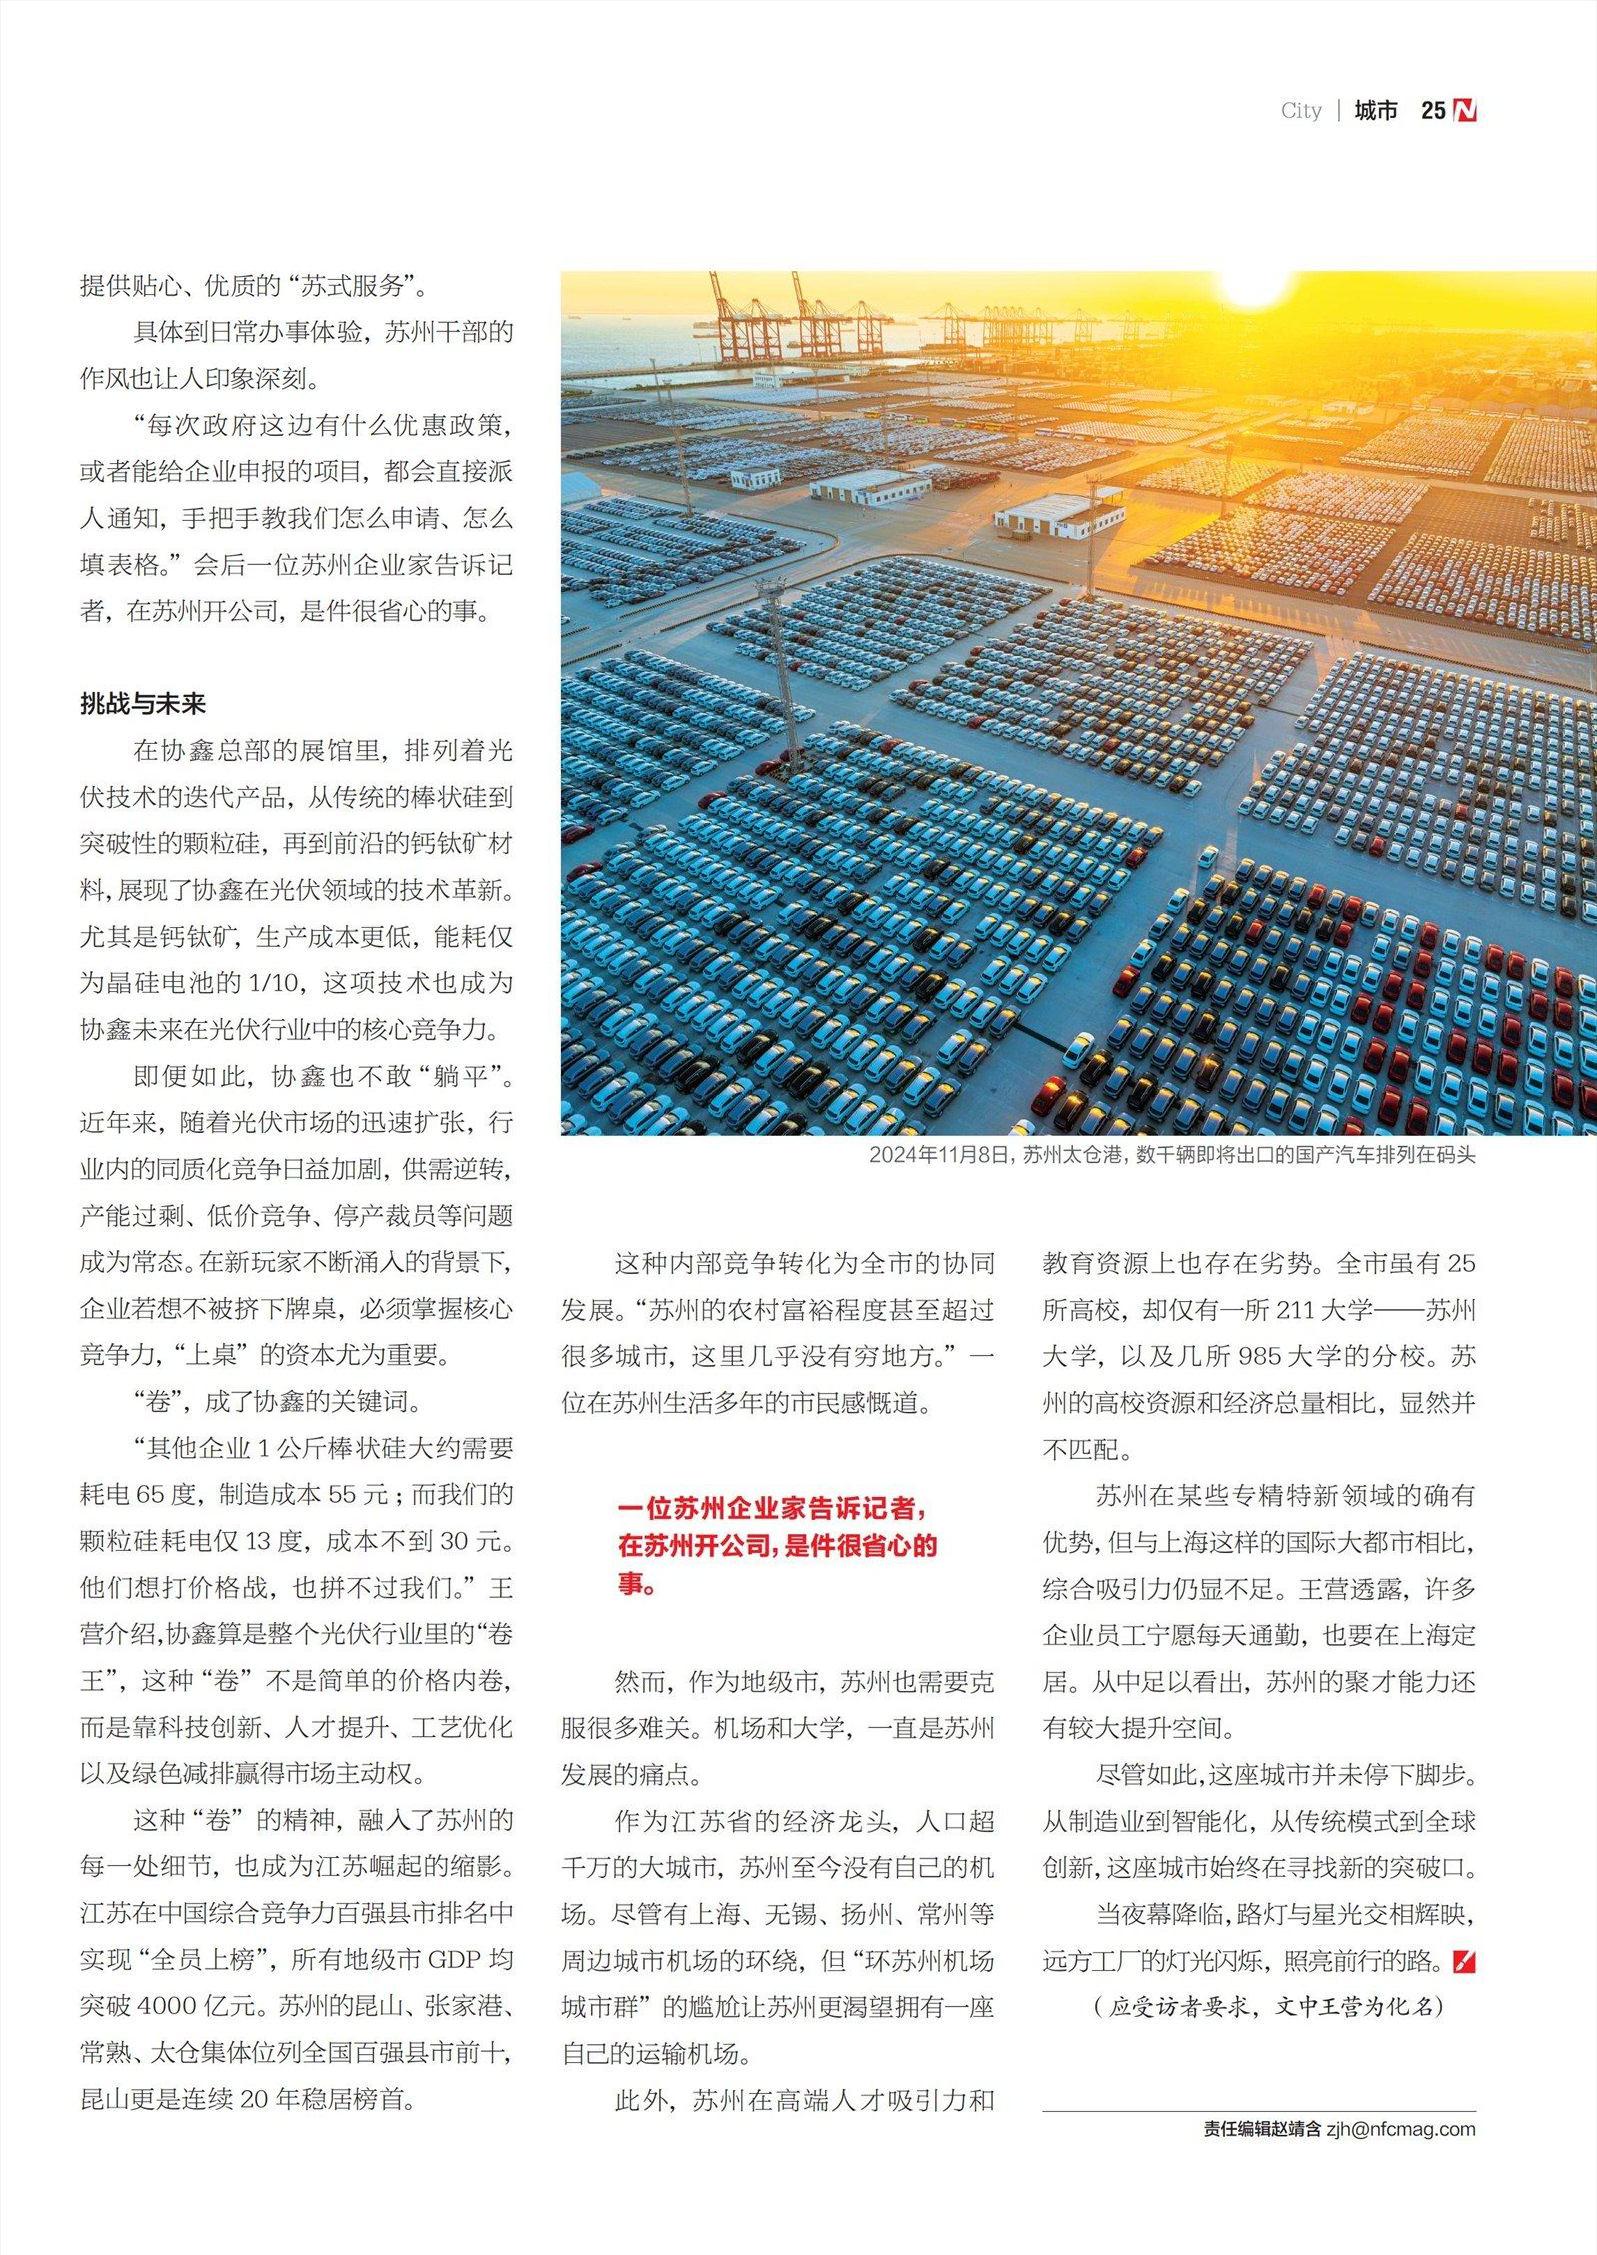 City | 城市 25
提供贴心、优质的“苏式服务”。
具体到日常办事体验，苏州干部的
作风也让人印象深刻。
“每次政府这边有什么优惠政策，
或者能给企业申报的项目，都会直接派
人通知，手把手教我们怎么申请、怎么
填表格。”会后一位苏州企业家告诉记
者，在苏州开公司，是件很省心的事。
挑战与未来
在协鑫总部的展馆里，排列着光
伏技术的迭代产品，从传统的棒状硅到
突破性的颗粒硅，再到前沿的钙钛矿材
料，展现了协鑫在光伏领域的技术革新。
尤其是钙钛矿，生产成本更低，能耗仅
为晶硅电池的 1/10，这项技术也成为
协鑫未来在光伏行业中的核心竞争力。
即便如此，协鑫也不敢“躺平”。
近年来，随着光伏市场的迅速扩张，行
业内的同质化竞争日益加剧，供需逆转，
产能过剩、低价竞争、停产裁员等问题
成为常态。在新玩家不断涌入的背景下，
企业若想不被挤下牌桌，必须掌握核心
竞争力，“上桌”的资本尤为重要。
“卷”，成了协鑫的关键词。
“其他企业 1 公斤棒状硅大约需要
耗电 65 度，制造成本 55 元；而我们的
颗粒硅耗电仅 13 度，成本不到 30 元。
他们想打价格战，也拼不过我们。”王
营介绍，协鑫算是整个光伏行业里的“卷
王”，这种“卷”不是简单的价格内卷，
而是靠科技创新、人才提升、工艺优化
以及绿色减排赢得市场主动权。
这种“卷”的精神，融入了苏州的
每一处细节，也成为江苏崛起的缩影。
江苏在中国综合竞争力百强县市排名中
实现“全员上榜”，所有地级市 GDP 均
突破 4000 亿元。苏州的昆山、张家港、
常熟、太仓集体位列全国百强县市前十，
昆山更是连续 20 年稳居榜首。
2024年11月8日，苏州太仓港，数千辆即将出口的国产汽车排列在码头
这种内部竞争转化为全市的协同
发展。“苏州的农村富裕程度甚至超过
很多城市，这里几乎没有穷地方。”一
位在苏州生活多年的市民感慨道。
一位苏州企业家告诉记者，
在苏州开公司，是件很省心的
事。
然而，作为地级市，苏州也需要克
服很多难关。机场和大学，一直是苏州
发展的痛点。
作为江苏省的经济龙头，人口超
千万的大城市，苏州至今没有自己的机
场。尽管有上海、无锡、扬州、常州等
周边城市机场的环绕，但“环苏州机场
城市群”的尴尬让苏州更渴望拥有一座
自己的运输机场。
此外，苏州在高端人才吸引力和
教育资源上也存在劣势。全市虽有 25
所高校，却仅有一所 211 大学——苏州
大学，以及几所 985 大学的分校。苏
州的高校资源和经济总量相比，显然并
不匹配。
苏州在某些专精特新领域的确有
优势，但与上海这样的国际大都市相比，
综合吸引力仍显不足。王营透露，许多
企业员工宁愿每天通勤，也要在上海定
居。从中足以看出，苏州的聚才能力还
有较大提升空间。
尽管如此，这座城市并未停下脚步。
从制造业到智能化，从传统模式到全球
创新，这座城市始终在寻找新的突破口。
当夜幕降临，路灯与星光交相辉映，
远方工厂的灯光闪烁，照亮前行的路。
（应受访者要求，文中王营为化名）
责任编辑赵靖含 zjh@nfcmag.com